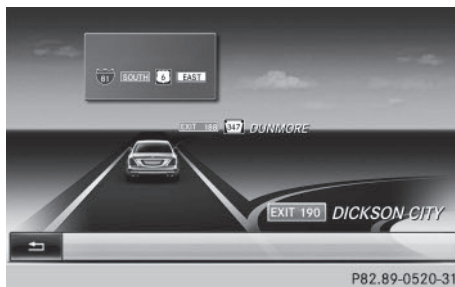 81 SOUTH 6 EAST
EXIT 188 347 DUNMORE
EXIT 190 DICKSON CITY
P82.89-0520-31